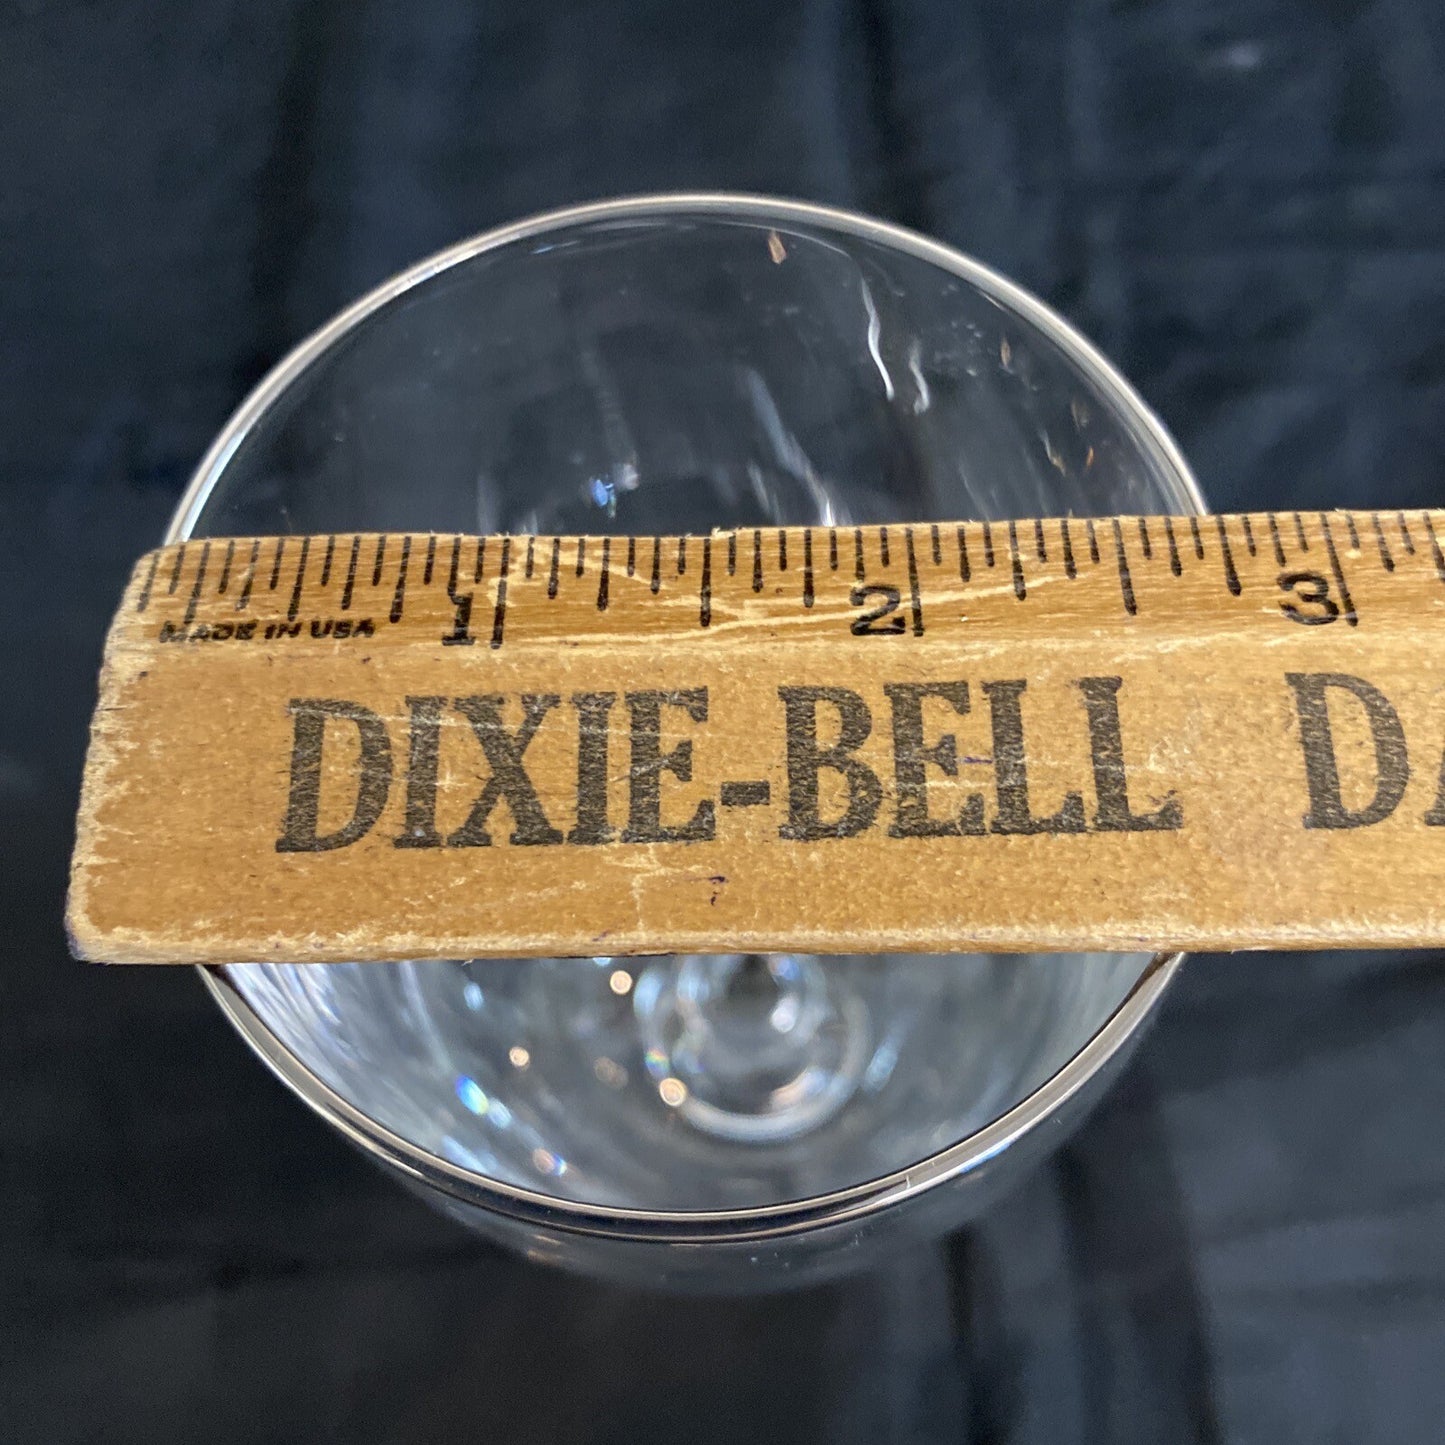 1 2 3
MADE IN USA
DIXIE-BELL D